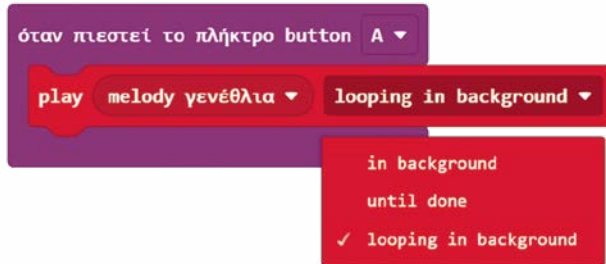 όταν πιεστεί το πλήκτρο button A
play melody γενέθλια looping in background
in background
until done
✓ looping in background